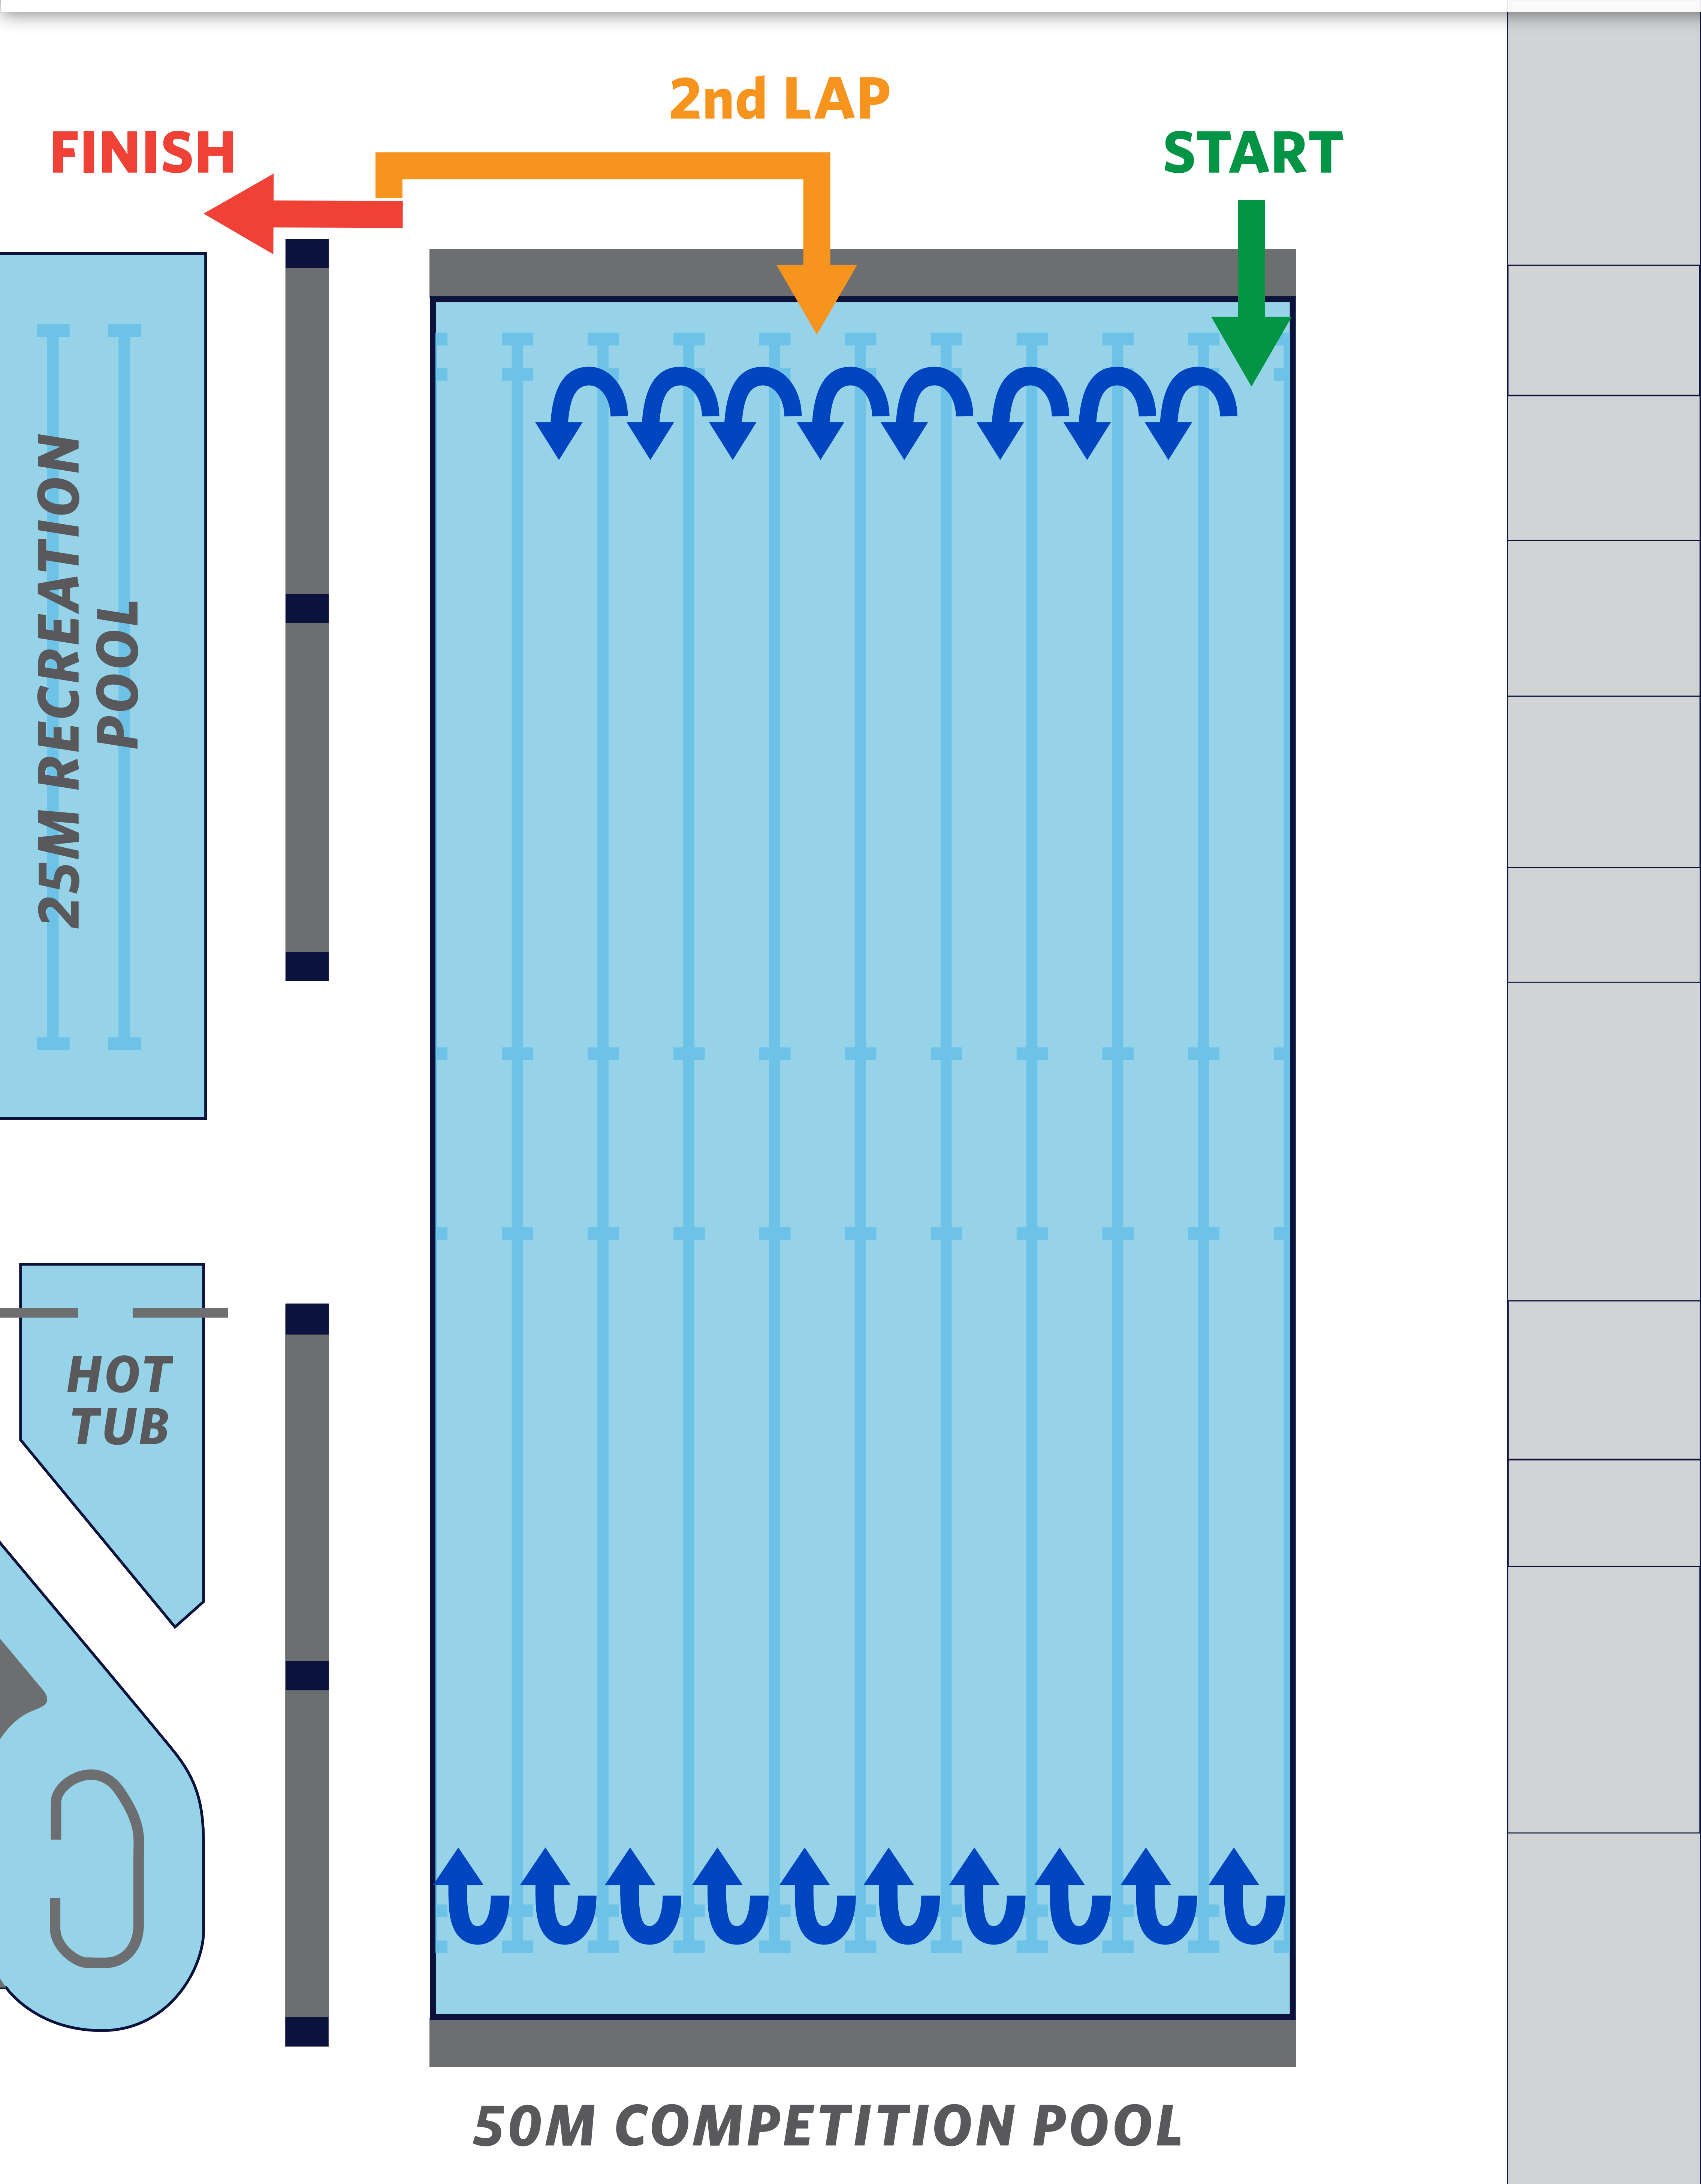 2nd LAP
FINISH
START
25M RECREATION
POOL
HOT
TUB
50M COMPETITION POOL